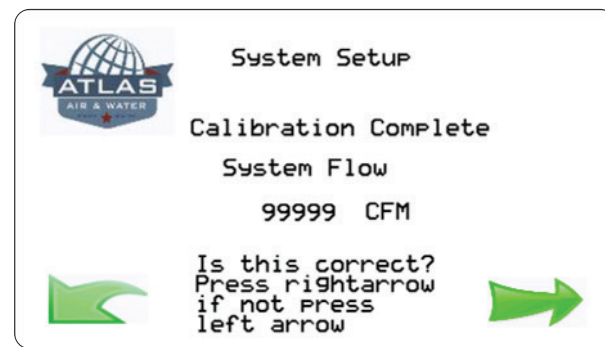 System Setup
ATLAS
AIR & WATER
Calibration Complete
System Flow
99999 CFM
Is this correct?
Press rightarrow
if not press
left arrow